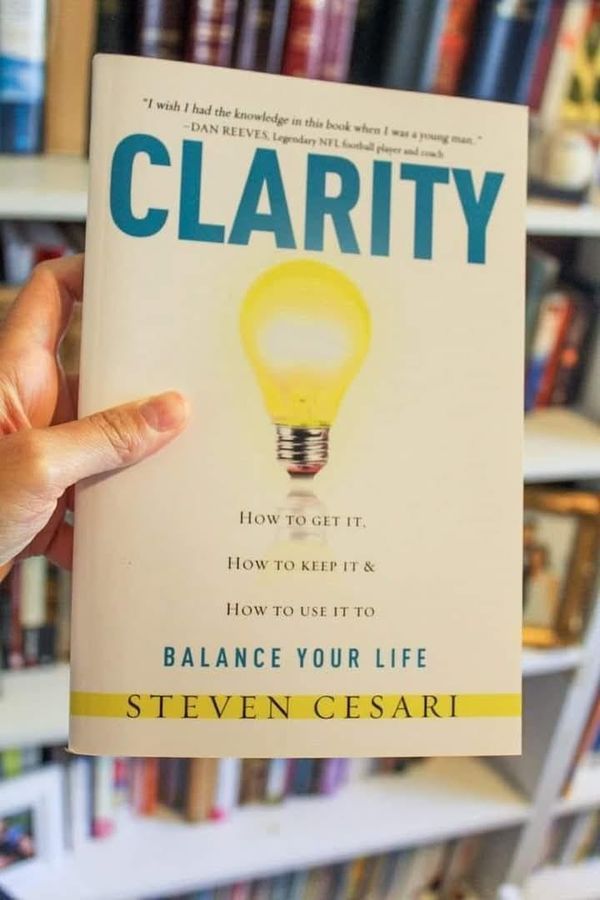 "I wish I had the knowledge in this book when I was a young man."
–DAN REEVES, Legendary NFL football player and coach
CLARITY
HOW TO GET IT,
HOW TO KEEP IT &
HOW TO USE IT TO
BALANCE YOUR LIFE
STEVEN CESARI